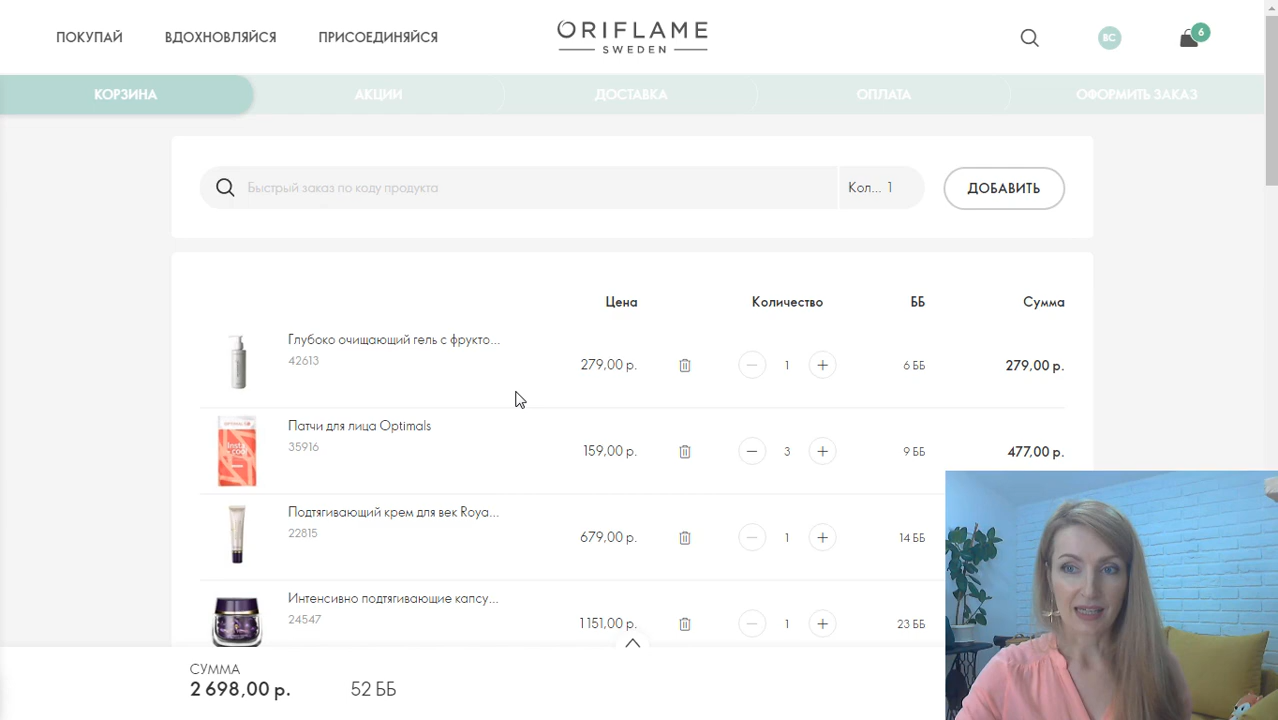 ПОКУПАЙ ВДОХНОВЛЯЙСЯ ПРИСОЕДИНЯЙСЯ ORIFLAME BC 6
SWEDEN
КОРЗИНА АКЦИИ ДОСТАВКА ОПЛАТА ОФОРМИТЬ ЗАКАЗ
Быстрый заказ по коду продукта Кол... 1 ДОБАВИТЬ
Цена Количество ББ Сумма
Глубоко очищающий гель с фрукто...
42613
279,00 р. 1 6 ББ 279,00 р.
Патчи для лица Optimals
35916
159,00 р. 3 9 ББ 477,00 р.
Подтягивающий крем для век Roya...
22815
679,00 р. 1 14 ББ
Интенсивно подтягивающие капсу...
24547
1 151,00 р. 1 23 ББ
СУММА
2 698,00 р. 52 ББ